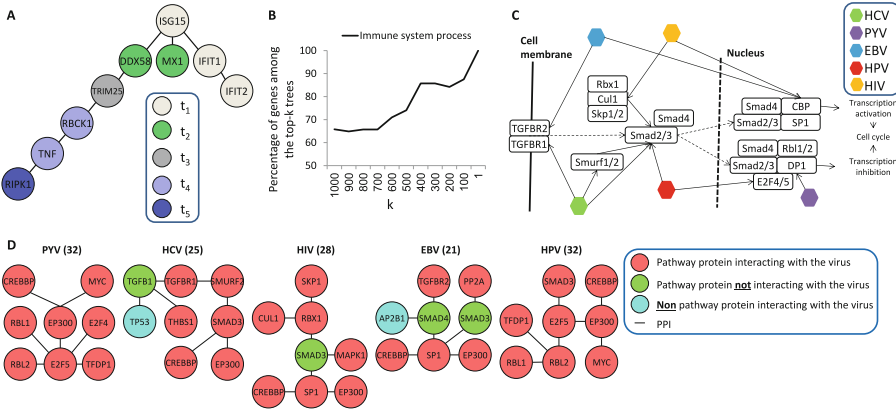 A
ISG15
DDX58
MX1
IFIT1
TRIM25
IFIT2
RBCK1
TNF
RIPK1
t1
t2
t3
t4
t5
B
Immune system process
Percentage of genes among
the top-k trees
100
90
80
70
60
50
1000
900
800
700
600
500
400
300
200
100
1
k
C
Cell
membrane
Nucleus
HCV
PYV
EBV
HPV
HIV
Rbx1
Cul1
Skp1/2
TGFBR2
TGFBR1
Smad4
Smad2/3
Smurf1/2
Smad4
CBP
Smad2/3
SP1
Smad4
Rbl1/2
Smad2/3
DP1
E2F4/5
Transcription
activation
Cell cycle
Transcription
inhibition
D
PYV (32)
CREBBP
MYC
RBL1
EP300
E2F4
RBL2
E2F5
TFDP1
HCV (25)
TGFB1
TGFBR1
SMURF2
TP53
THBS1
SMAD3
CREBBP
EP300
HIV (28)
SKP1
CUL1
RBX1
SMAD3
MAPK1
CREBBP
SP1
EP300
EBV (21)
TGFBR2
PP2A
AP2B1
SMAD4
SMAD3
CREBBP
SP1
EP300
HPV (32)
SMAD3
CREBBP
TFDP1
E2F5
EP300
RBL1
RBL2
MYC
Pathway protein interacting with the virus
Pathway protein not interacting with the virus
Non pathway protein interacting with the virus
PPI